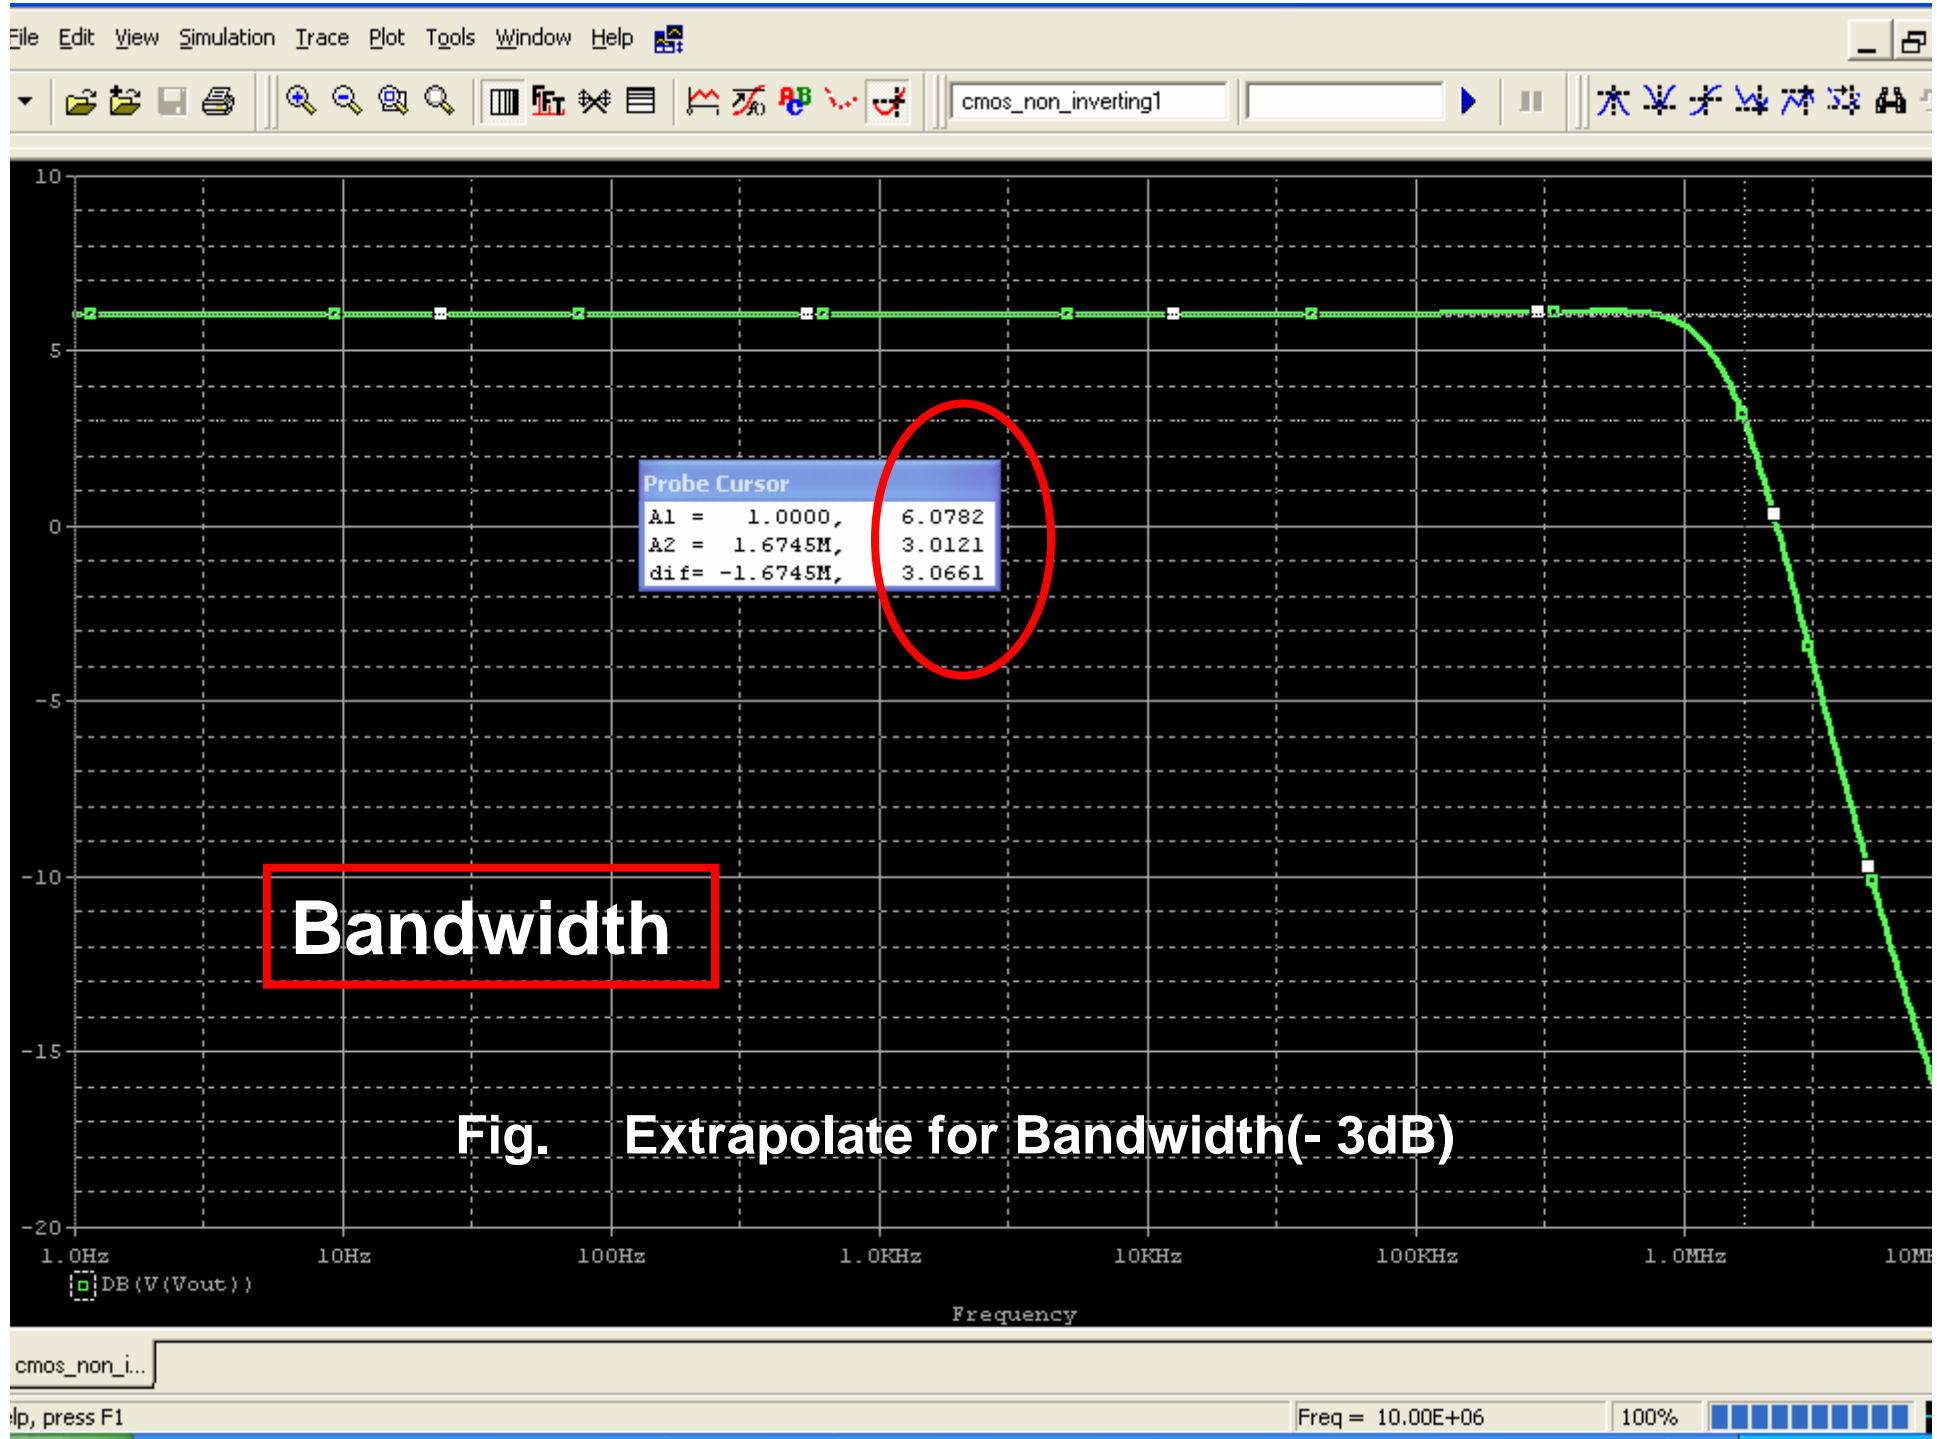 File Edit View Simulation Trace Plot Tools Window Help
cmos_non_inverting1
10
5
0
-5
-10
-15
-20
Probe Cursor
A1 = 1.0000, 6.0782
A2 = 1.6745M, 3.0121
dif= -1.6745M, 3.0661
Bandwidth
Fig. Extrapolate for Bandwidth(- 3dB)
1.0Hz 10Hz 100Hz 1.0KHz 10KHz 100KHz 1.0MHz 10M
DB(V(Vout))
Frequency
cmos_non_i...
lp, press F1 Freq = 10.00E+06 100%